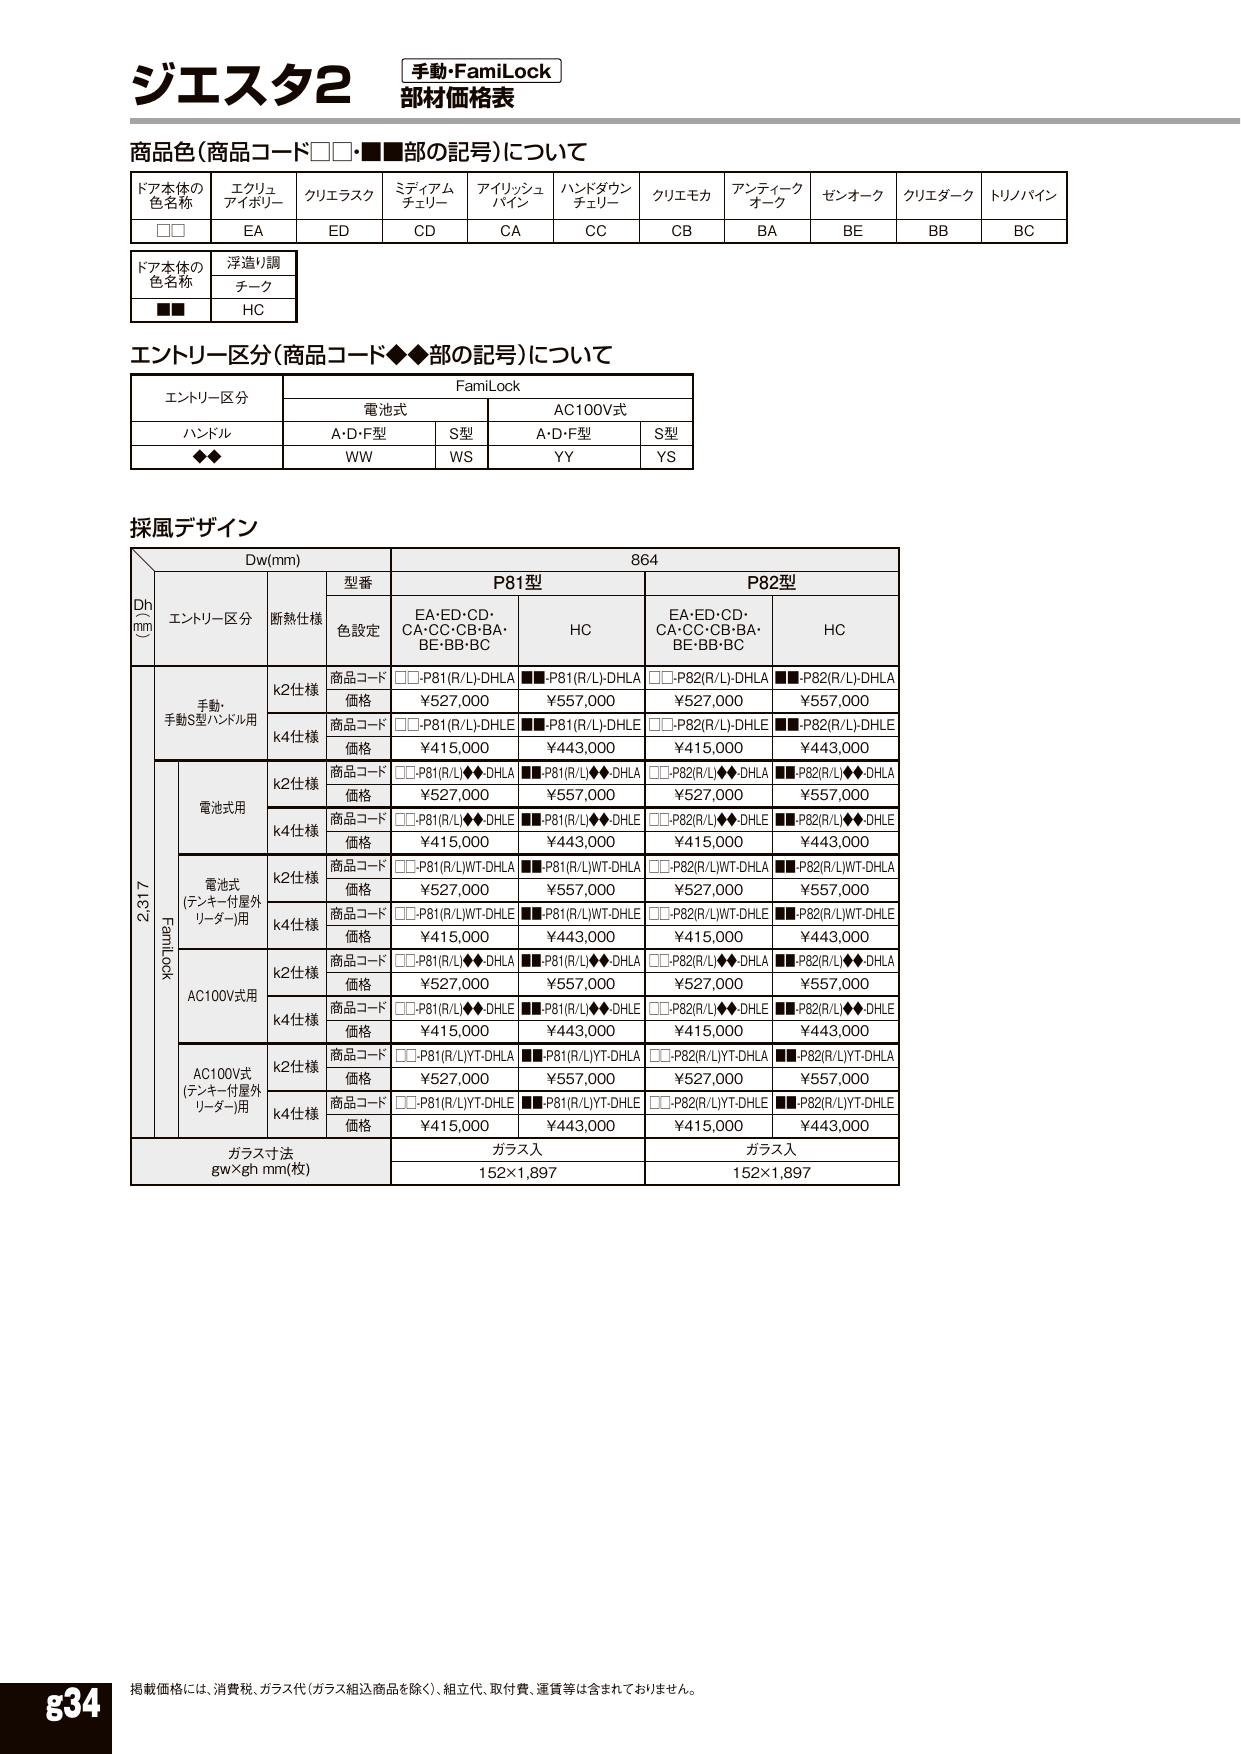 ジエスタ2
手動・FamiLock
部材価格表
商品色(商品コード□□・■■部の記号)について
ドア本体の色名称 エクリュアイボリー クリエラスク ミディアムチェリー アイリッシュパイン ハンドダウンチェリー クリエモカ アンティークオーク ゼンオーク クリエダーク トリノパイン
□□ EA ED CD CA CC CB BA BE BB BC
ドア本体の色名称 浮造り調
チーク
■■ HC
エントリー区分(商品コード◆◆部の記号)について
エントリー区分 FamiLock
電池式 AC100V式
ハンドル A・D・F型 S型 A・D・F型 S型
◆◆ WW WS YY YS
採風デザイン
Dw(mm) 864
Dh(mm) エントリー区分 断熱仕様 型番 P81型 P82型
色設定 EA・ED・CD・CA・CC・CB・BA・BE・BB・BC HC EA・ED・CD・CA・CC・CB・BA・BE・BB・BC HC
2,317
手動・手動S型ハンドル用 k2仕様 商品コード □□-P81(R/L)-DHLA ■■-P81(R/L)-DHLA □□-P82(R/L)-DHLA ■■-P82(R/L)-DHLA
価格 ¥527,000 ¥557,000 ¥527,000 ¥557,000
k4仕様 商品コード □□-P81(R/L)-DHLE ■■-P81(R/L)-DHLE □□-P82(R/L)-DHLE ■■-P82(R/L)-DHLE
価格 ¥415,000 ¥443,000 ¥415,000 ¥443,000
FamiLock
電池式用 k2仕様 商品コード □□-P81(R/L)◆◆-DHLA ■■-P81(R/L)◆◆-DHLA □□-P82(R/L)◆◆-DHLA ■■-P82(R/L)◆◆-DHLA
価格 ¥527,000 ¥557,000 ¥527,000 ¥557,000
k4仕様 商品コード □□-P81(R/L)◆◆-DHLE ■■-P81(R/L)◆◆-DHLE □□-P82(R/L)◆◆-DHLE ■■-P82(R/L)◆◆-DHLE
価格 ¥415,000 ¥443,000 ¥415,000 ¥443,000
電池式(テンキー付屋外リーダー)用 k2仕様 商品コード □□-P81(R/L)WT-DHLA ■■-P81(R/L)WT-DHLA □□-P82(R/L)WT-DHLA ■■-P82(R/L)WT-DHLA
価格 ¥527,000 ¥557,000 ¥527,000 ¥557,000
k4仕様 商品コード □□-P81(R/L)WT-DHLE ■■-P81(R/L)WT-DHLE □□-P82(R/L)WT-DHLE ■■-P82(R/L)WT-DHLE
価格 ¥415,000 ¥443,000 ¥415,000 ¥443,000
AC100V式用 k2仕様 商品コード □□-P81(R/L)◆◆-DHLA ■■-P81(R/L)◆◆-DHLA □□-P82(R/L)◆◆-DHLA ■■-P82(R/L)◆◆-DHLA
価格 ¥527,000 ¥557,000 ¥527,000 ¥557,000
k4仕様 商品コード □□-P81(R/L)◆◆-DHLE ■■-P81(R/L)◆◆-DHLE □□-P82(R/L)◆◆-DHLE ■■-P82(R/L)◆◆-DHLE
価格 ¥415,000 ¥443,000 ¥415,000 ¥443,000
AC100V式(テンキー付屋外リーダー)用 k2仕様 商品コード □□-P81(R/L)YT-DHLA ■■-P81(R/L)YT-DHLA □□-P82(R/L)YT-DHLA ■■-P82(R/L)YT-DHLA
価格 ¥527,000 ¥557,000 ¥527,000 ¥557,000
k4仕様 商品コード □□-P81(R/L)YT-DHLE ■■-P81(R/L)YT-DHLE □□-P82(R/L)YT-DHLE ■■-P82(R/L)YT-DHLE
価格 ¥415,000 ¥443,000 ¥415,000 ¥443,000
ガラス寸法 gw×gh mm(枚) ガラス入 ガラス入
152×1,897 152×1,897
g34
掲載価格には、消費税、ガラス代(ガラス組込商品を除く)、組立代、取付費、運賃等は含まれておりません。